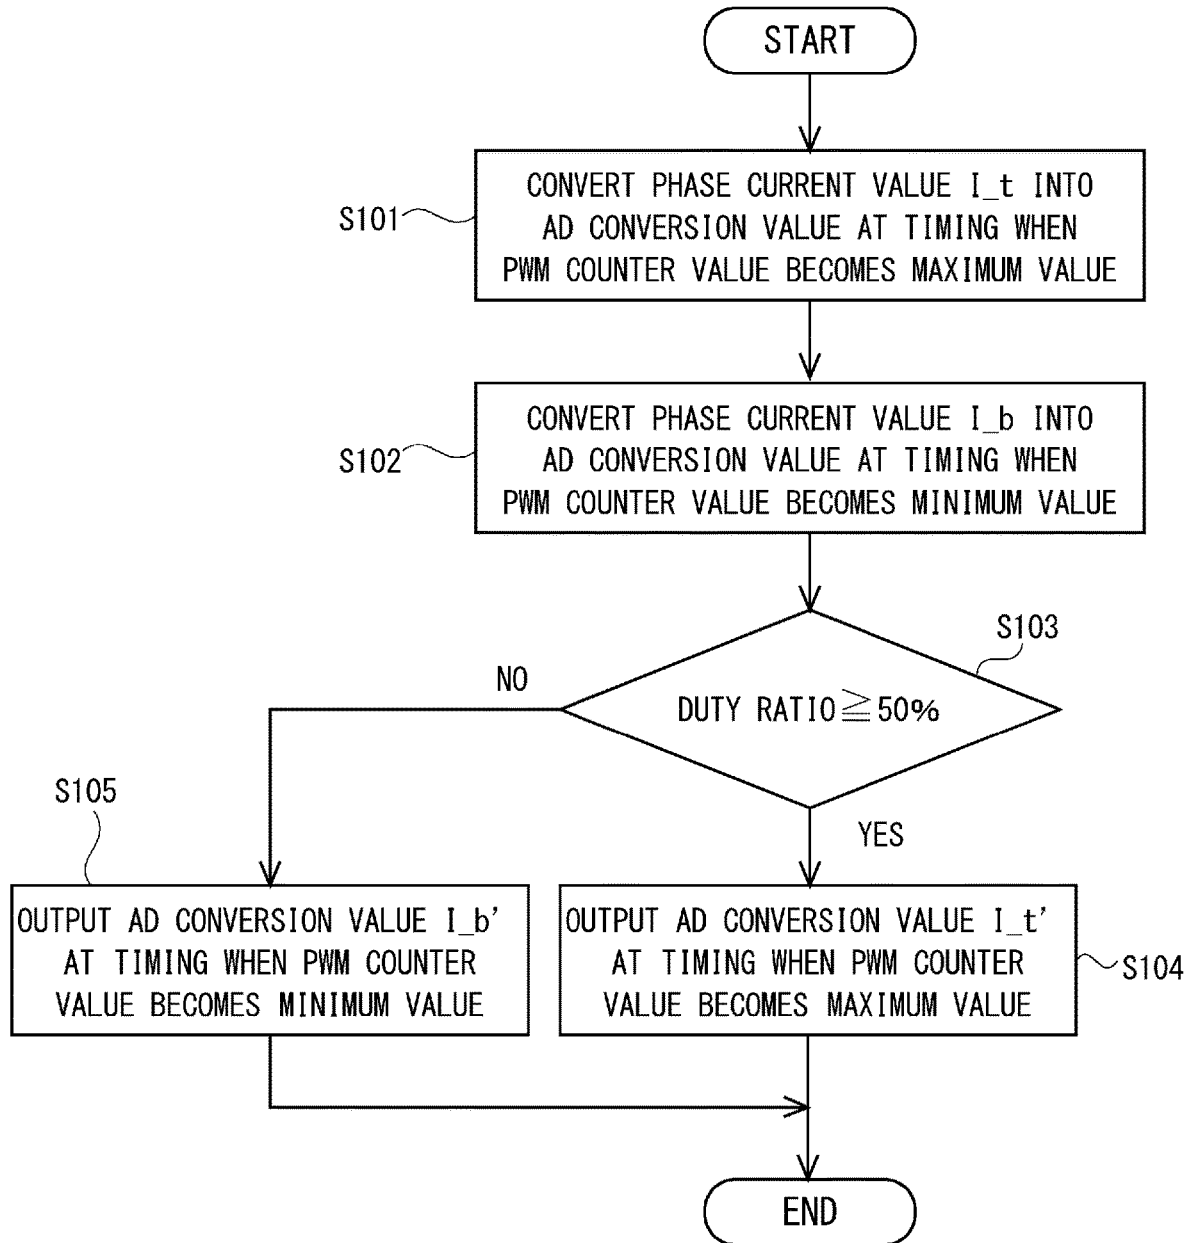 START
S101
CONVERT PHASE CURRENT VALUE I_t INTO
AD CONVERSION VALUE AT TIMING WHEN
PWM COUNTER VALUE BECOMES MAXIMUM VALUE
S102
CONVERT PHASE CURRENT VALUE I_b INTO
AD CONVERSION VALUE AT TIMING WHEN
PWM COUNTER VALUE BECOMES MINIMUM VALUE
S103
DUTY RATIO≧50%
NO
YES
S105
OUTPUT AD CONVERSION VALUE I_b'
AT TIMING WHEN PWM COUNTER
VALUE BECOMES MINIMUM VALUE
OUTPUT AD CONVERSION VALUE I_t'
AT TIMING WHEN PWM COUNTER
VALUE BECOMES MAXIMUM VALUE
S104
END